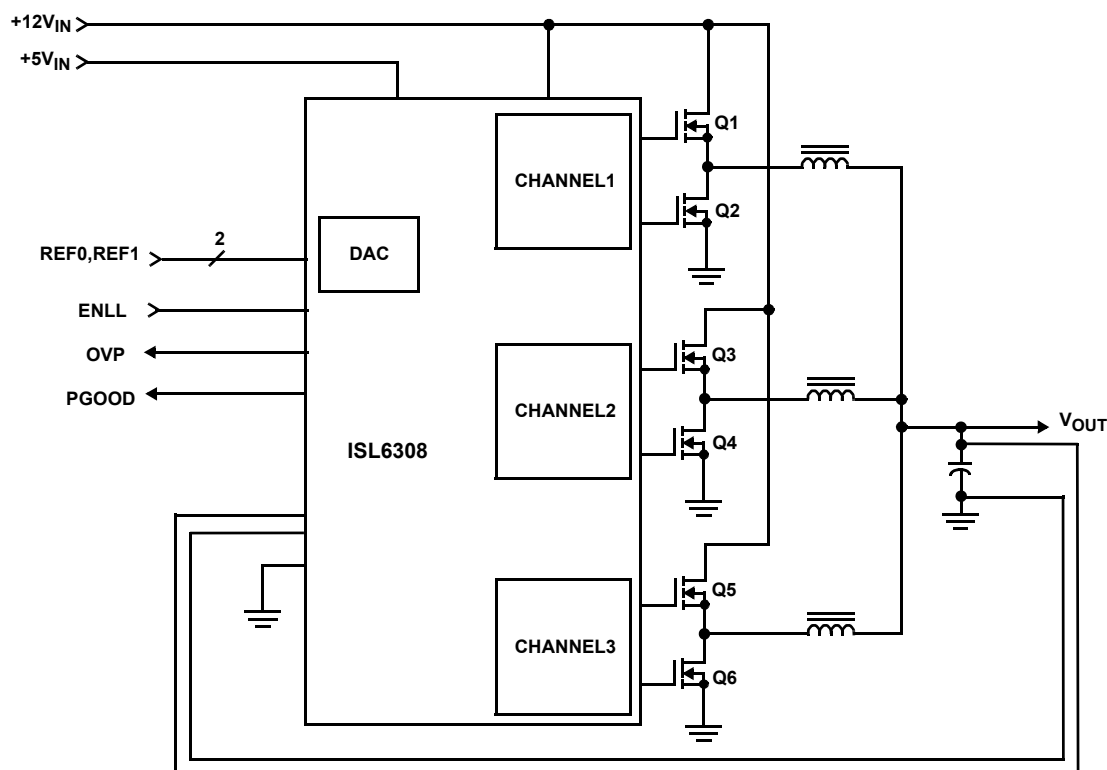 +12VIN
+5VIN
Q1
CHANNEL1
Q2
2
REF0,REF1
DAC
ENLL
OVP
Q3
PGOOD
CHANNEL2
VOUT
Q4
ISL6308
Q5
CHANNEL3
Q6